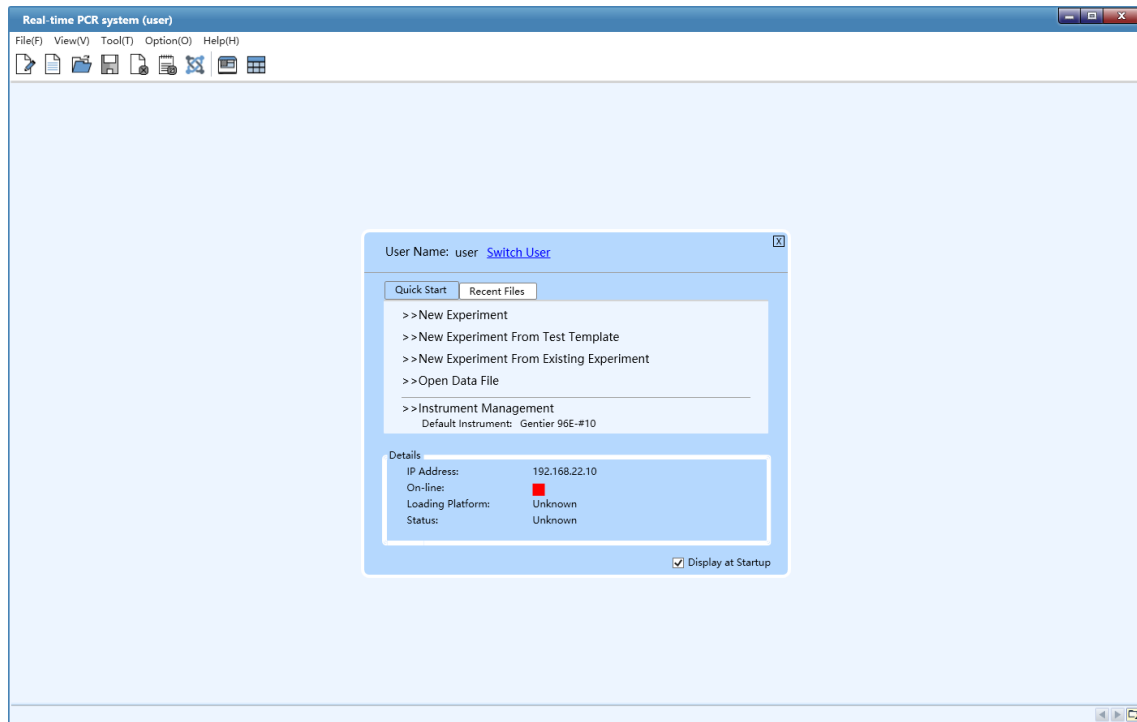 Real-time PCR system (user)
File(F) View(V) Tool(T) Option(O) Help(H)
X
User Name: user Switch User
Quick Start Recent Files
>>New Experiment
>>New Experiment From Test Template
>>New Experiment From Existing Experiment
>>Open Data File
>>Instrument Management
Default Instrument: Gentier 96E-#10
Details
IP Address: 192.168.22.10
On-line:
Loading Platform: Unknown
Status: Unknown
Display at Startup